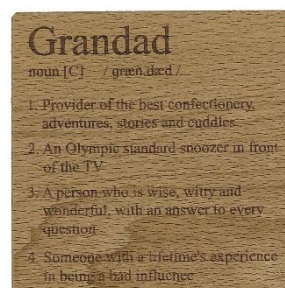 Grandad
noun [C] / græn.dæd /
1. Provider of the best confectionery,
adventures, stories and cuddles
2. An Olympic standard snoozer in front
of the TV
3. A person who is wise, witty and
wonderful, with an answer to every
question
4. Someone with a lifetime's experience
in being a bad influence